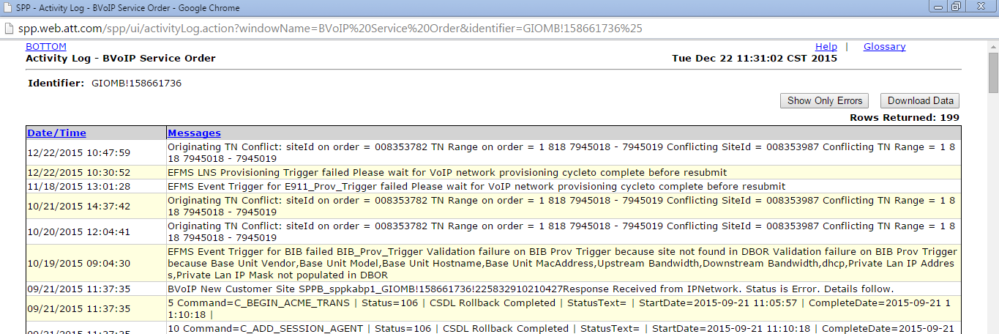 SPP - Activity Log - BVoIP Service Order - Google Chrome
spp.web.att.com/spp/ui/activityLog.action?windowName=BVoIP%20Service%20Order&identifier=GIOMB!158661736%25
BOTTOM Help | Glossary
Activity Log - BVoIP Service Order Tue Dec 22 11:31:02 CST 2015
Identifier: GIOMB!158661736
Show Only Errors Download Data
Rows Returned: 199
Date/Time Messages
12/22/2015 10:47:59 Originating TN Conflict: siteId on order = 008353782 TN Range on order = 1 818 7945018 - 7945019 Conflicting SiteId = 008353987 Conflicting TN Range = 1 8
18 7945018 - 7945019
12/22/2015 10:30:52 EFMS LNS Provisioning Trigger failed Please wait for VoIP network provisioning cycleto complete before resubmit
11/18/2015 13:01:28 EFMS Event Trigger for E911_Prov_Trigger failed Please wait for VoIP network provisioning cycleto complete before resubmit
10/21/2015 14:37:42 Originating TN Conflict: siteId on order = 008353782 TN Range on order = 1 818 7945018 - 7945019 Conflicting SiteId = 008353987 Conflicting TN Range = 1 8
18 7945018 - 7945019
10/20/2015 12:04:41 Originating TN Conflict: siteId on order = 008353782 TN Range on order = 1 818 7945018 - 7945019 Conflicting SiteId = 008353987 Conflicting TN Range = 1 8
18 7945018 - 7945019
10/19/2015 09:04:30 EFMS Event Trigger for BIB failed BIB_Prov_Trigger Validation failure on BIB Prov Trigger because site not found in DBOR Validation failure on BIB Prov Trigger
because Base Unit Vendor,Base Unit Model,Base Unit Hostname,Base Unit MacAddress,Upstream Bandwidth,Downstream Bandwidth,dhcp,Private Lan IP Addres
s,Private Lan IP Mask not populated in DBOR
09/21/2015 11:37:35 BVoIP New Customer Site SPPB_sppkabp1_GIOMB!158661736!225832910210427Response Received from IPNetwork. Status is Error. Details follow.
09/21/2015 11:37:35 5 Command=C_BEGIN_ACME_TRANS | Status=106 | CSDL Rollback Completed | StatusText= | StartDate=2015-09-21 11:05:57 | CompleteDate=2015-09-21 1
1:10:18 |
09/21/2015 11:37:35 10 Command=C_ADD_SESSION_AGENT | Status=106 | CSDL Rollback Completed | StatusText= | StartDate=2015-09-21 11:10:18 | CompleteDate=2015-09-21